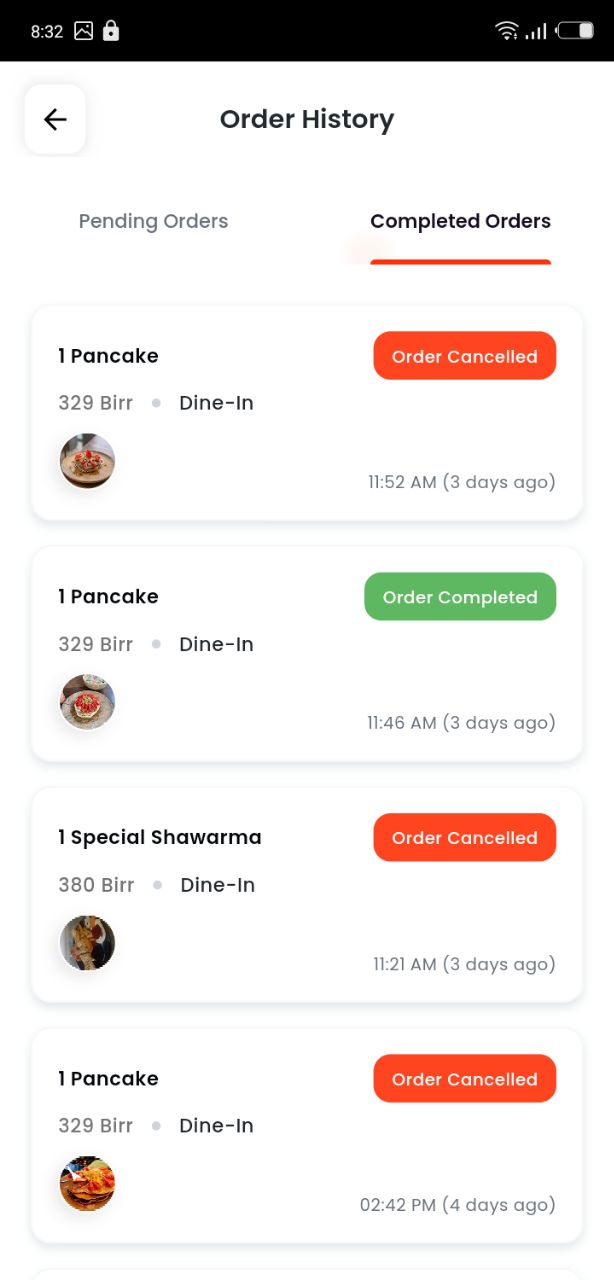 8:32
Order History
Pending Orders Completed Orders
1 Pancake Order Cancelled
329 Birr Dine-In
11:52 AM (3 days ago)
1 Pancake Order Completed
329 Birr Dine-In
11:46 AM (3 days ago)
1 Special Shawarma Order Cancelled
380 Birr Dine-In
11:21 AM (3 days ago)
1 Pancake Order Cancelled
329 Birr Dine-In
02:42 PM (4 days ago)